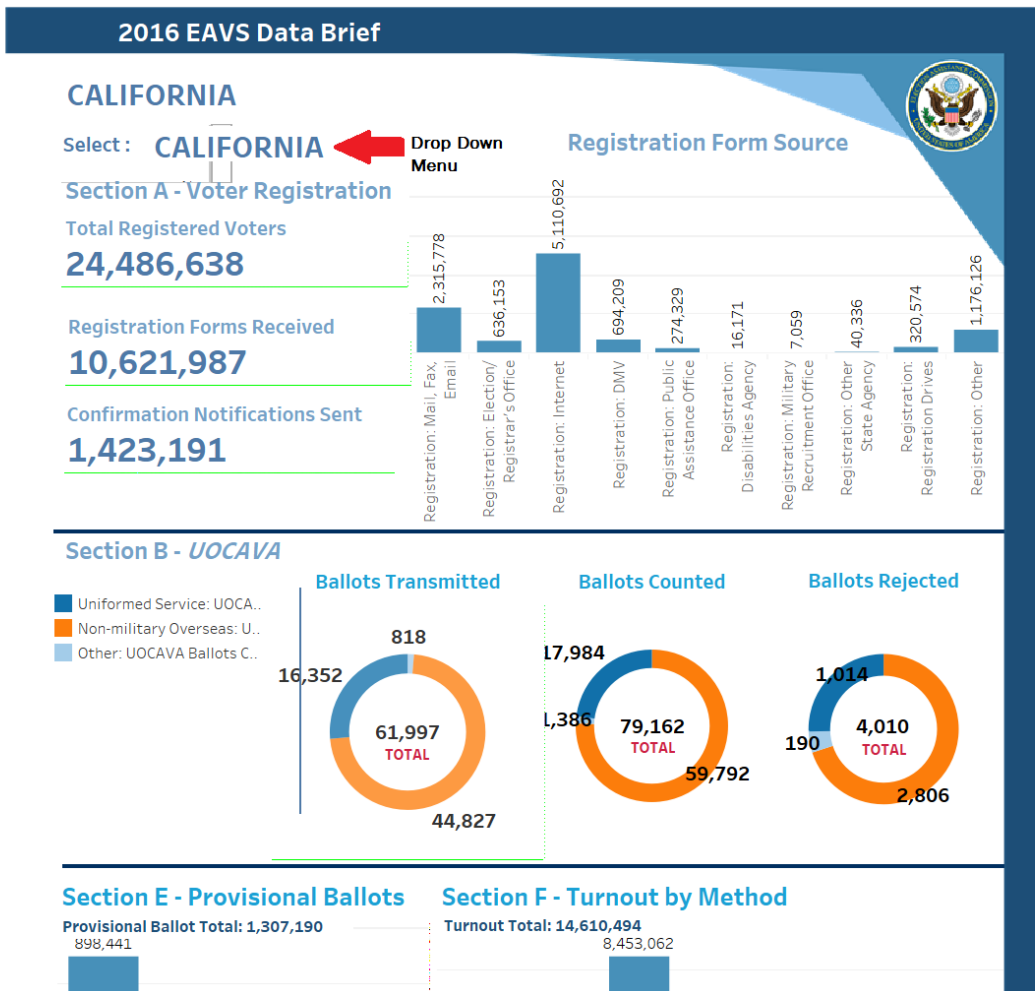 2016 EAVS Data Brief
CALIFORNIA
Select : CALIFORNIA
Drop Down
Menu
Registration Form Source
Section A - Voter Registration
Total Registered Voters
24,486,638
Registration Forms Received
10,621,987
Confirmation Notifications Sent
1,423,191
2,315,778
636,153
5,110,692
694,209
274,329
16,171
7,059
40,336
320,574
1,176,126
Registration: Mail, Fax,
Email
Registration: Election/
Registrar's Office
Registration: Internet
Registration: DMV
Registration: Public
Assistance Office
Registration:
Disabilities Agency
Registration: Military
Recruitment Office
Registration: Other
State Agency
Registration:
Registration Drives
Registration: Other
Section B - UOCAVA
Uniformed Service: UOCA..
Non-military Overseas: U..
Other: UOCAVA Ballots C..
Ballots Transmitted
818
16,352
61,997
TOTAL
44,827
Ballots Counted
17,984
1,386
79,162
TOTAL
59,792
Ballots Rejected
1,014
190
4,010
TOTAL
2,806
Section E - Provisional Ballots
Provisional Ballot Total: 1,307,190
898,441
Section F - Turnout by Method
Turnout Total: 14,610,494
8,453,062